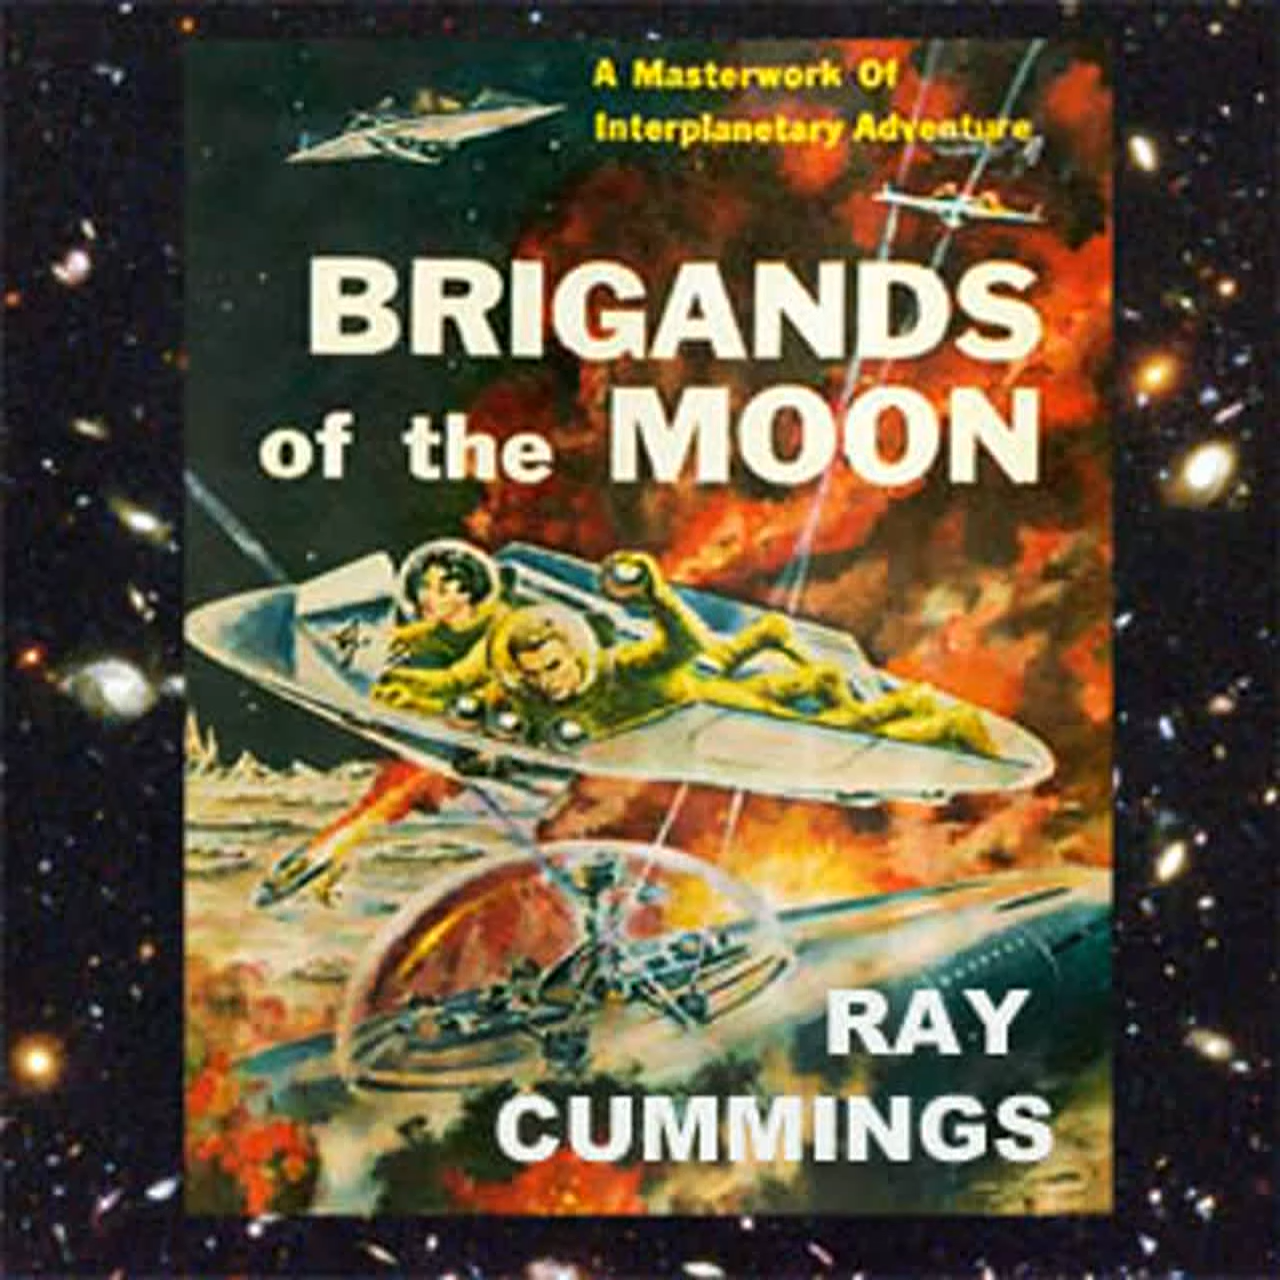 A Masterwork Of
Interplanetary Adventure
BRIGANDS
of the MOON
RAY
CUMMINGS